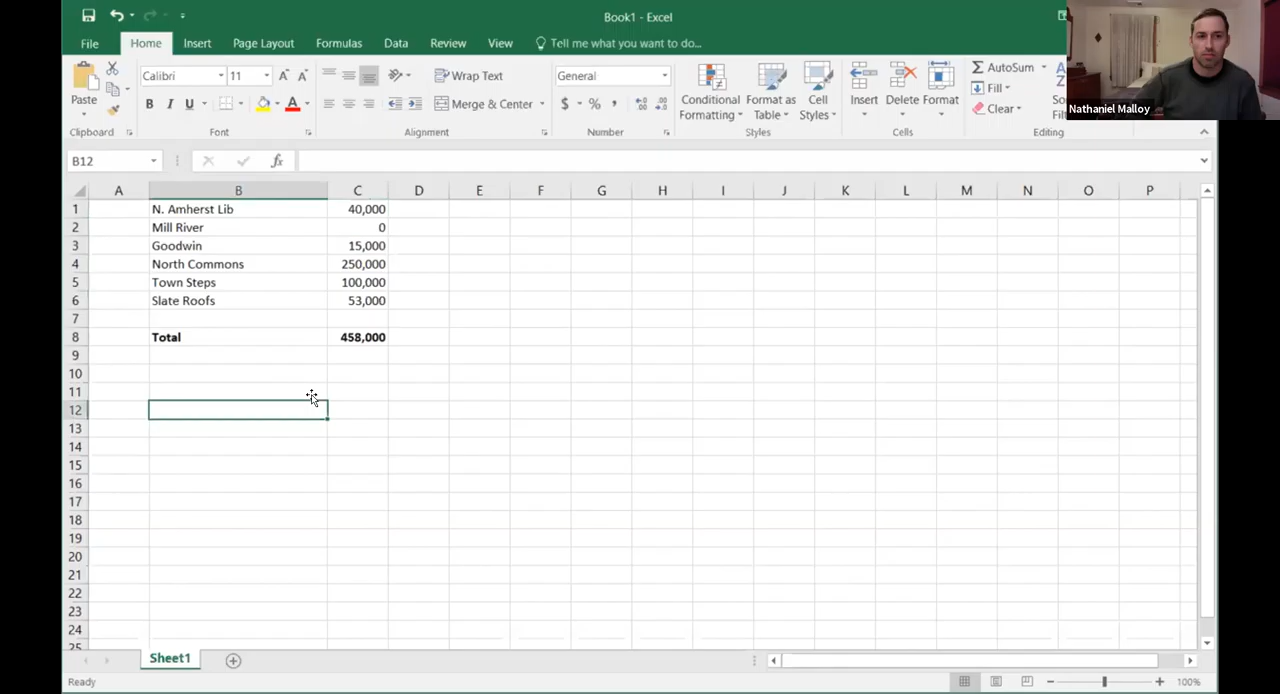 Book1 - Excel
File Home Insert Page Layout Formulas Data Review View Tell me what you want to do...
Nathaniel Malloy
Paste
Clipboard
Calibri 11
B I U
Font
Wrap Text
Merge & Center
Alignment
General
$ % ,
Number
Conditional Formatting
Format as Table
Cell Styles
Styles
Insert Delete Format
Cells
AutoSum
Fill
Clear
Editing
B12 fx
A B C D E F G H I J K L M N O P
1 N. Amherst Lib 40,000
2 Mill River 0
3 Goodwin 15,000
4 North Commons 250,000
5 Town Steps 100,000
6 Slate Roofs 53,000
7
8 Total 458,000
9
10
11
12
13
14
15
16
17
18
19
20
21
22
23
24
25
Sheet1
Ready 100%